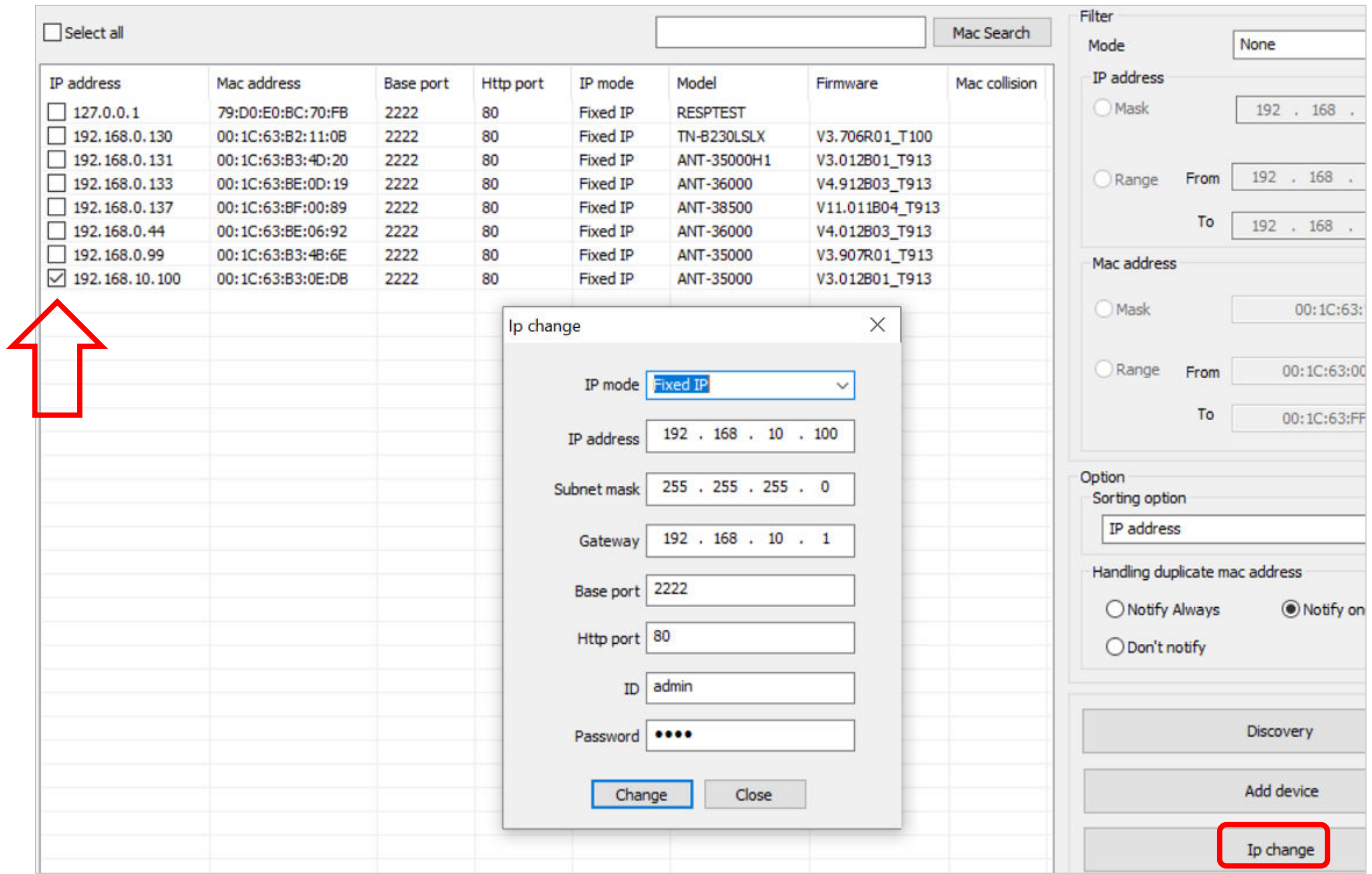 Select all
Mac Search
IP address Mac address Base port Http port IP mode Model Firmware Mac collision
127.0.0.1 79:D0:E0:BC:70:FB 2222 80 Fixed IP RESPTEST
192.168.0.130 00:1C:63:B2:11:0B 2222 80 Fixed IP TN-B230LSLX V3.706R01_T100
192.168.0.131 00:1C:63:B3:4D:20 2222 80 Fixed IP ANT-35000H1 V3.012B01_T913
192.168.0.133 00:1C:63:BE:0D:19 2222 80 Fixed IP ANT-36000 V4.912B03_T913
192.168.0.137 00:1C:63:BF:00:89 2222 80 Fixed IP ANT-38500 V11.011B04_T913
192.168.0.44 00:1C:63:BE:06:92 2222 80 Fixed IP ANT-36000 V4.012B03_T913
192.168.0.99 00:1C:63:B3:4B:6E 2222 80 Fixed IP ANT-35000 V3.907R01_T913
192.168.10.100 00:1C:63:B3:0E:DB 2222 80 Fixed IP ANT-35000 V3.012B01_T913
Ip change
IP mode Fixed IP
IP address 192 . 168 . 10 . 100
Subnet mask 255 . 255 . 255 . 0
Gateway 192 . 168 . 10 . 1
Base port 2222
Http port 80
ID admin
Password ••••
Change Close
Filter
Mode None
IP address
Mask 192 . 168 .
Range From 192 . 168 .
To 192 . 168 .
Mac address
Mask 00:1C:63:
Range From 00:1C:63:00
To 00:1C:63:FF
Option
Sorting option
IP address
Handling duplicate mac address
Notify Always Notify on
Don't notify
Discovery
Add device
Ip change